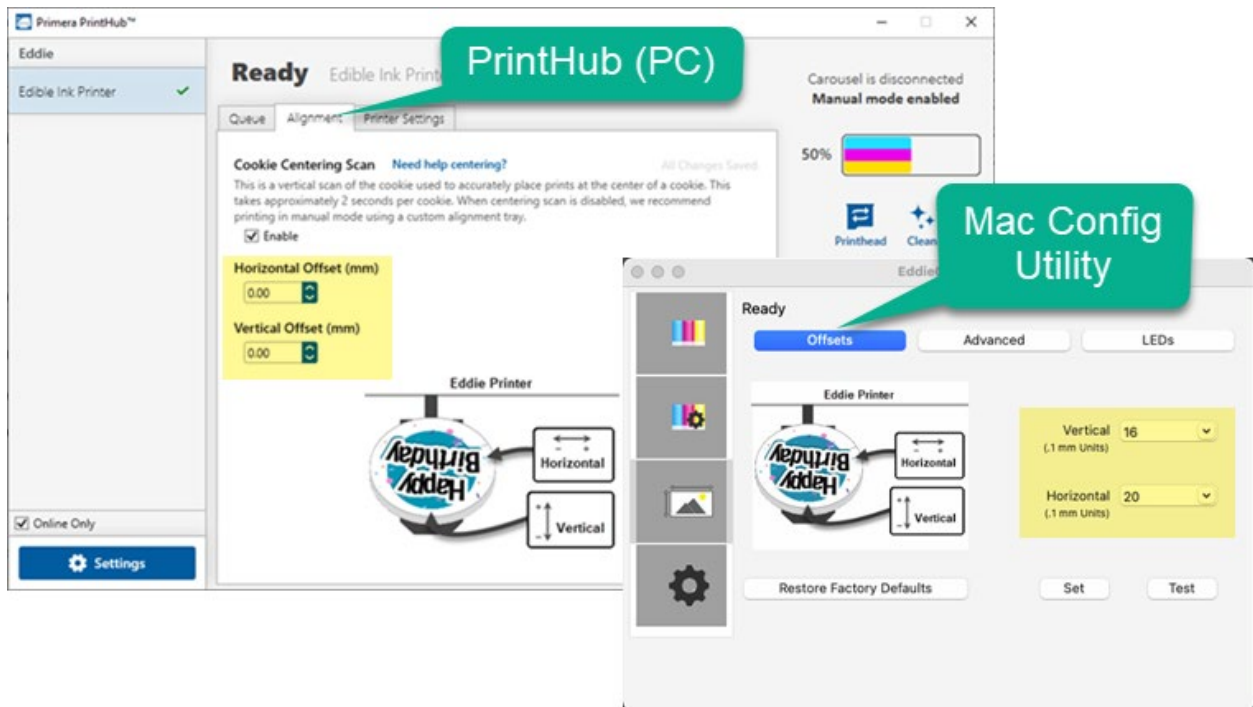 Primera PrintHub™
Eddie
Edible Ink Printer
Online Only
Settings
Ready Edible Ink
Queue Alignment Printer Settings
Cookie Centering Scan Need help centering? All Changes Saved
This is a vertical scan of the cookie used to accurately place prints at the center of a cookie. This
takes approximately 2 seconds per cookie. When centering scan is disabled, we recommend
printing in manual mode using a custom alignment tray.
Enable
Horizontal Offset (mm)
0.00
Vertical Offset (mm)
0.00
Eddie Printer
Happy
Birthday
Horizontal
Vertical
PrintHub (PC)
Carousel is disconnected
Manual mode enabled
50%
Printhead
Mac Config
Utility
Ready
Offsets Advanced LEDs
Eddie Printer
Happy
Birthday
Horizontal
Vertical
Vertical 16
(.1 mm Units)
Horizontal 20
(.1 mm Units)
Restore Factory Defaults Set Test